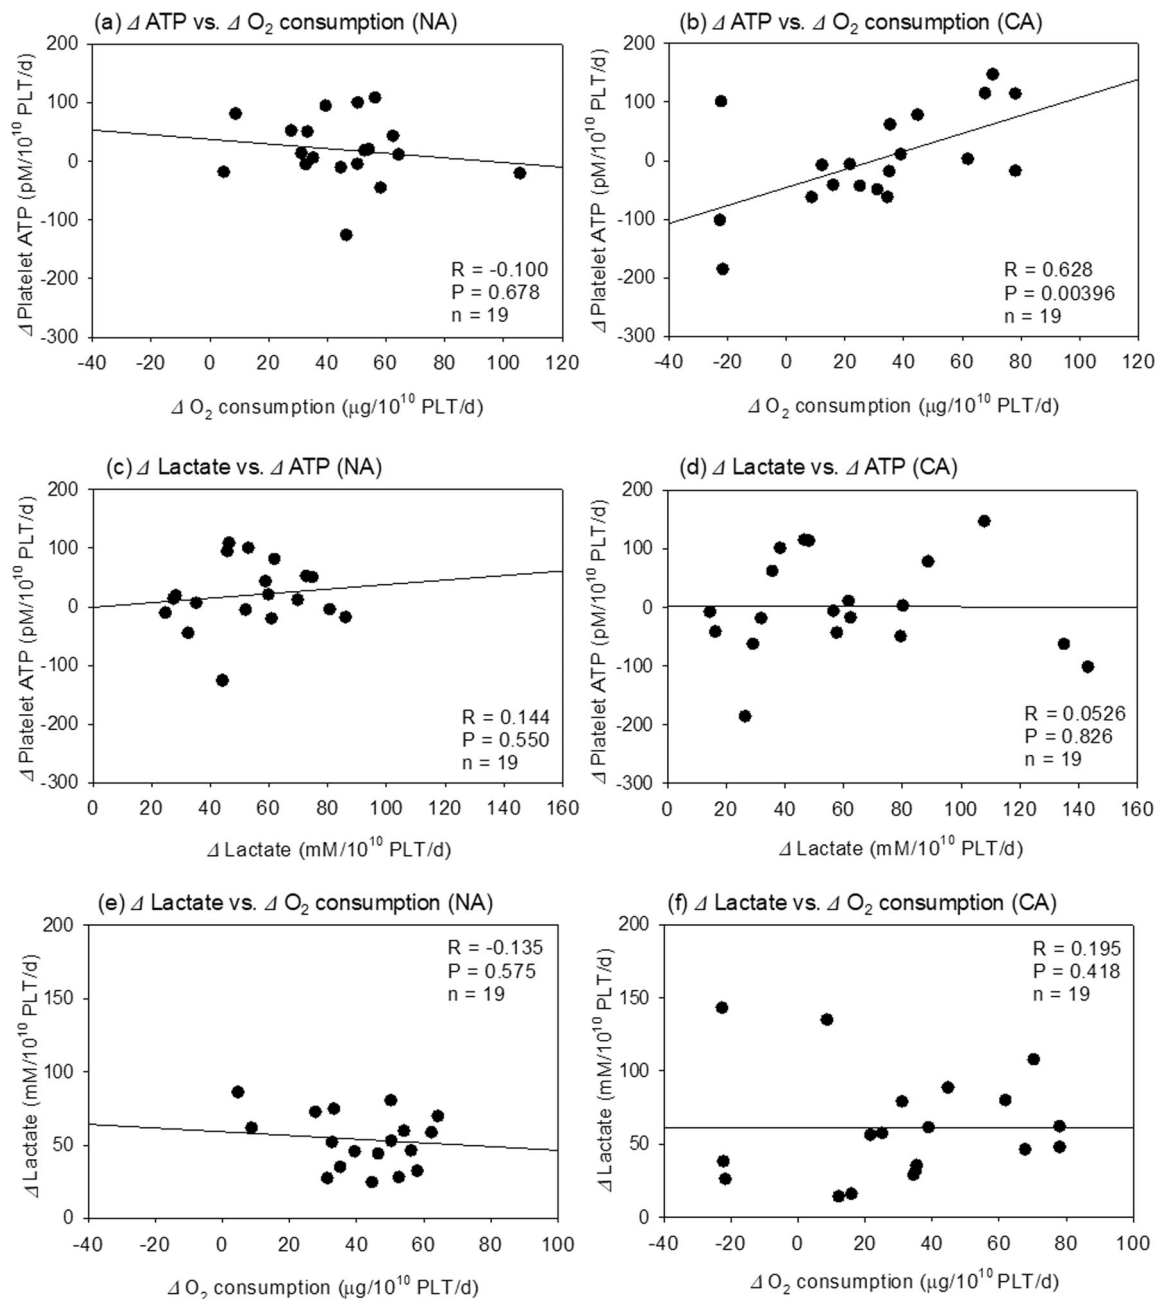 (a) Δ ATP vs. Δ O2 consumption (NA)
200
100
0
-100
-200
-300
Δ Platelet ATP (pM/10^10 PLT/d)
R = -0.100
P = 0.678
n = 19
-40 -20 0 20 40 60 80 100 120
Δ O2 consumption (μg/10^10 PLT/d)
(b) Δ ATP vs. Δ O2 consumption (CA)
200
100
0
-100
-200
-300
Δ Platelet ATP (pM/10^10 PLT/d)
R = 0.628
P = 0.00396
n = 19
-40 -20 0 20 40 60 80 100 120
Δ O2 consumption (μg/10^10 PLT/d)
(c) Δ Lactate vs. Δ ATP (NA)
200
100
0
-100
-200
-300
Δ Platelet ATP (pM/10^10 PLT/d)
R = 0.144
P = 0.550
n = 19
0 20 40 60 80 100 120 140 160
Δ Lactate (mM/10^10 PLT/d)
(d) Δ Lactate vs. Δ ATP (CA)
200
100
0
-100
-200
-300
Δ Platelet ATP (pM/10^10 PLT/d)
R = 0.0526
P = 0.826
n = 19
0 20 40 60 80 100 120 140 160
Δ Lactate (mM/10^10 PLT/d)
(e) Δ Lactate vs. Δ O2 consumption (NA)
200
150
100
50
0
Δ Lactate (mM/10^10 PLT/d)
R = -0.135
P = 0.575
n = 19
-40 -20 0 20 40 60 80 100
Δ O2 consumption (μg/10^10 PLT/d)
(f) Δ Lactate vs. Δ O2 consumption (CA)
200
150
100
50
0
Δ Lactate (mM/10^10 PLT/d)
R = 0.195
P = 0.418
n = 19
-40 -20 0 20 40 60 80 100
Δ O2 consumption (μg/10^10 PLT/d)